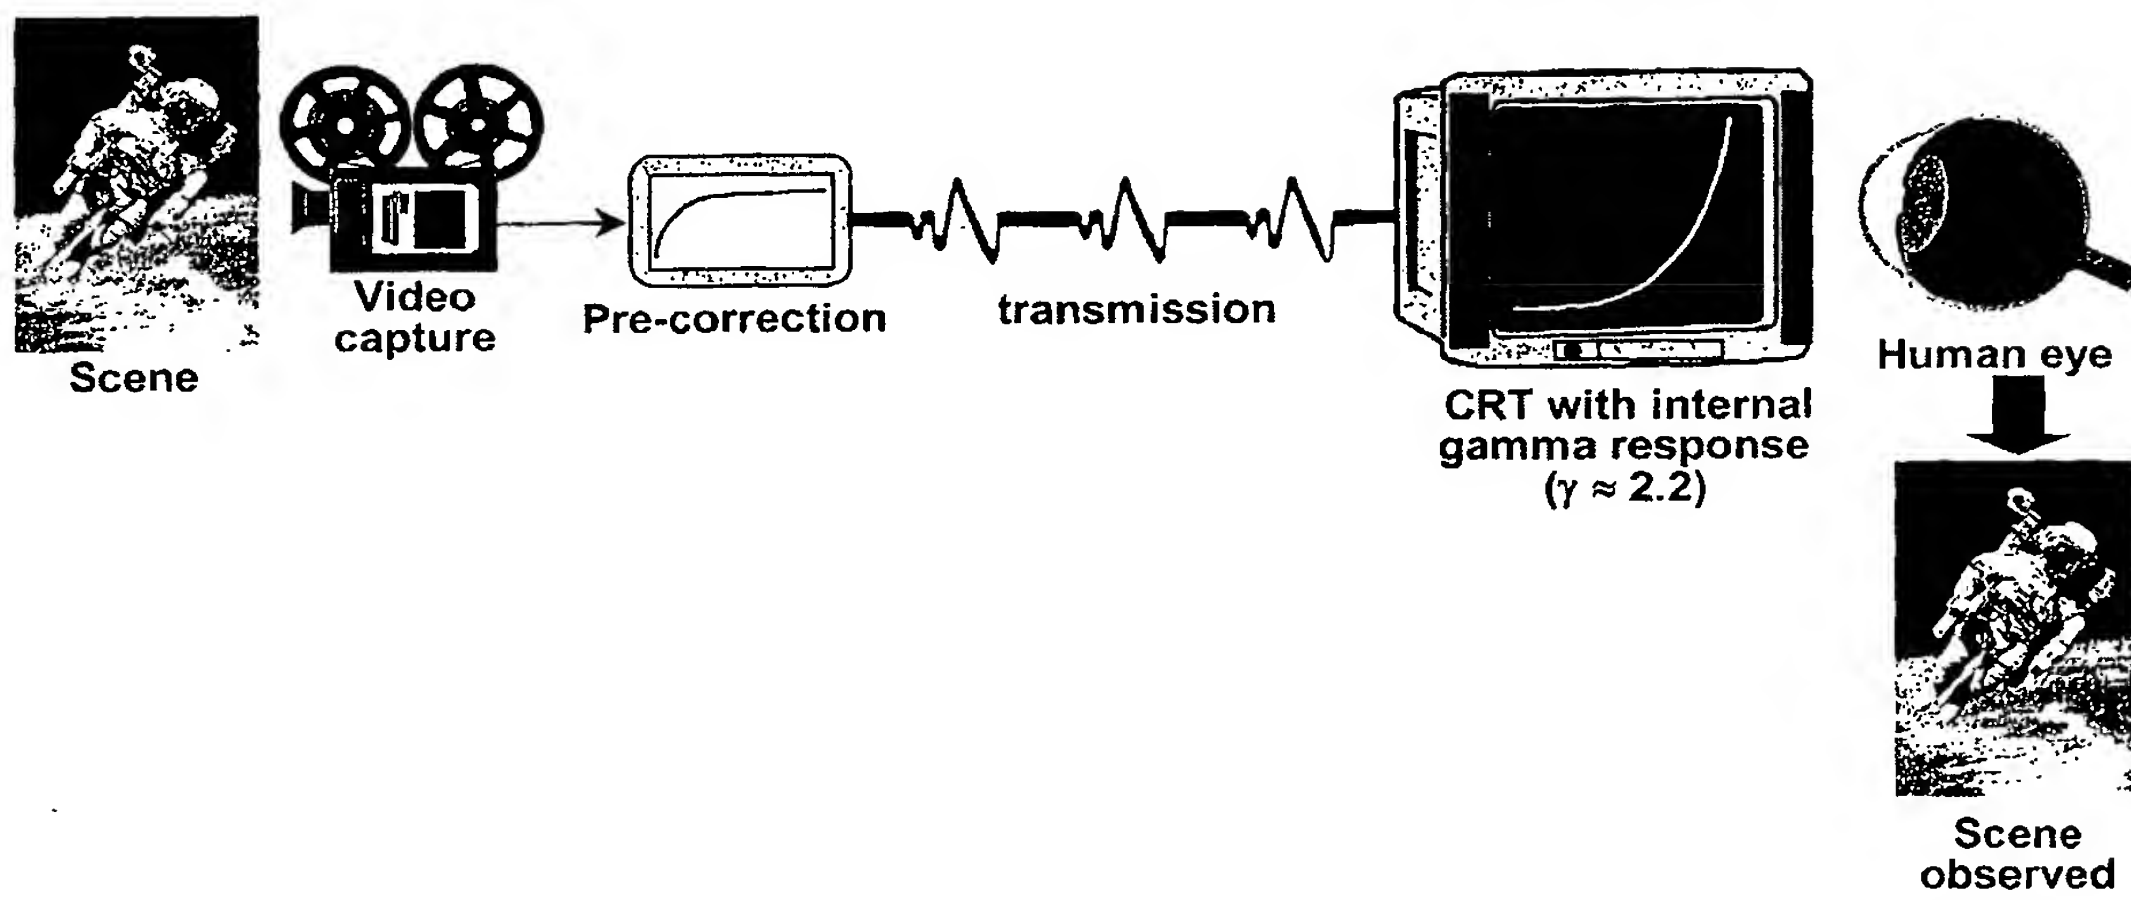 Scene
Video
capture
Pre-correction
transmission
CRT with internal
gamma response
(γ ≈ 2.2)
Human eye
Scene
observed